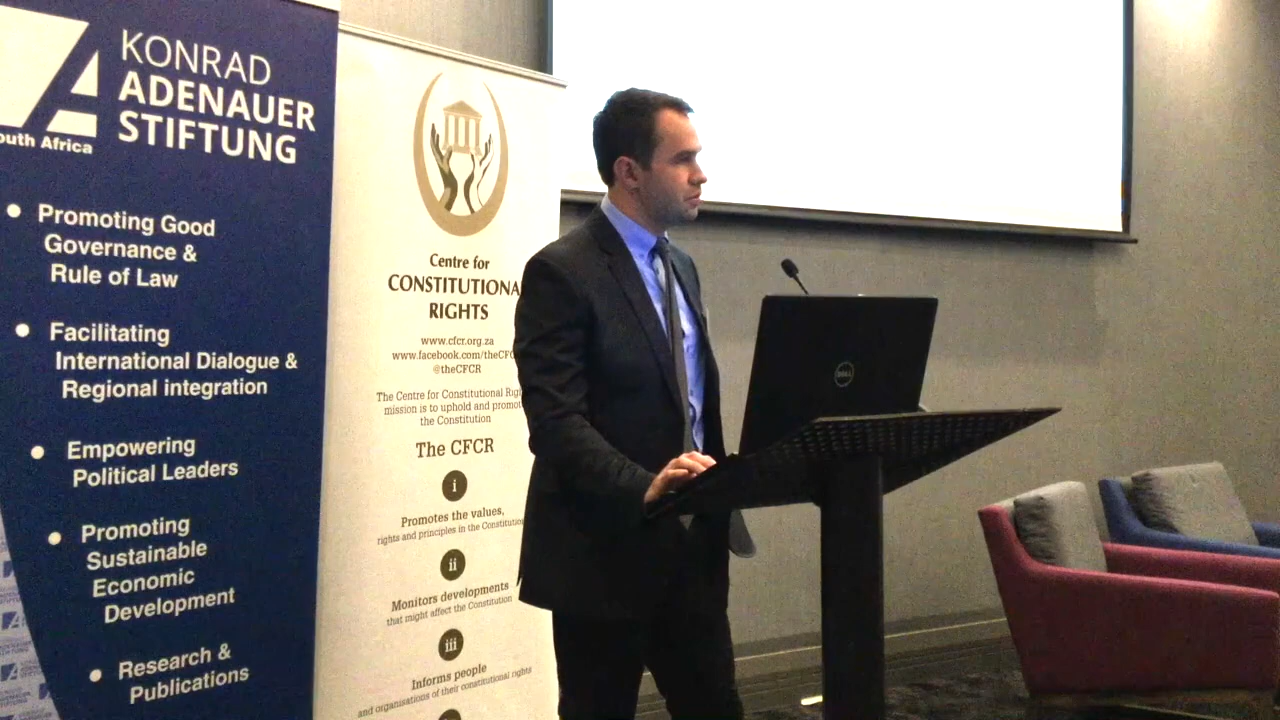 KONRAD
ADENAUER
STIFTUNG
outh Africa
Promoting Good
Governance &
Rule of Law
Facilitating
International Dialogue &
Regional integration
Empowering
Political Leaders
Promoting
Sustainable
Economic
Development
Research &
Publications
Centre for
CONSTITUTIONA
RIGHTS
www.cfcr.org.za
www.facebook.com/theCFC
@theCFCR
The Centre for Constitutional Rig
mission is to uphold and promot
the Constitution
The CFCR
i
Promotes the values,
rights and principles in the Constitution
ii
Monitors developments
that might affect the Constitution
iii
Informs people
and organisations of their constitutional rights
DELL